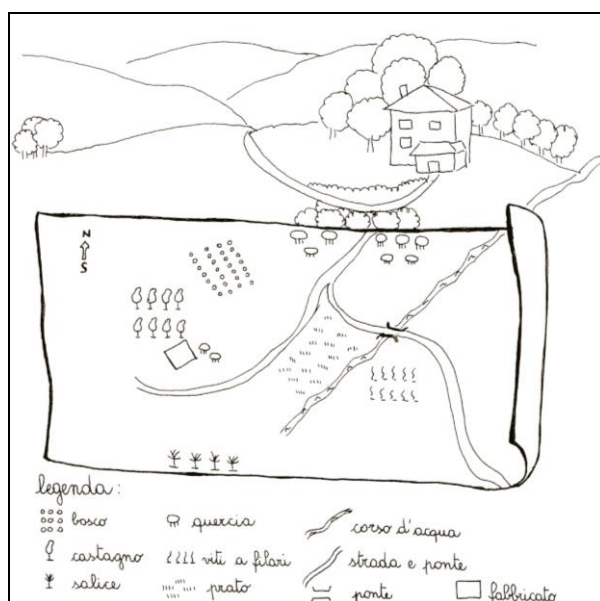 N
S
legenda:
bosco quercia corso d'acqua
castagno viti a filari strada e ponte
salice prato ponte fabbricato